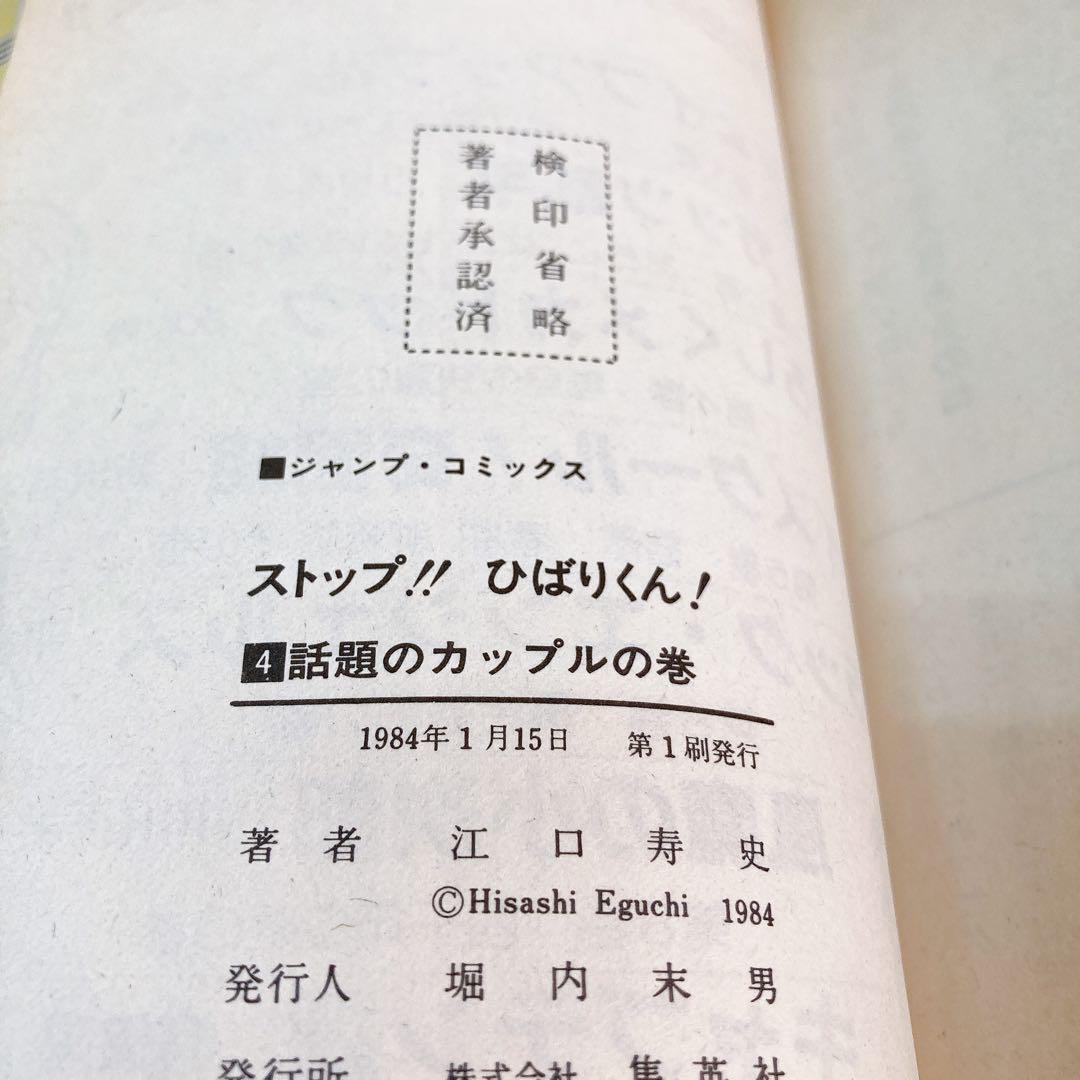 検印省略
著者承認済
■ジャンプ・コミックス
ストップ!! ひばりくん!
4 話題のカップルの巻
1984年1月15日 第1刷発行
著者 江口寿史
©Hisashi Eguchi 1984
発行人 堀内末男
発行所 株式会社 集英社